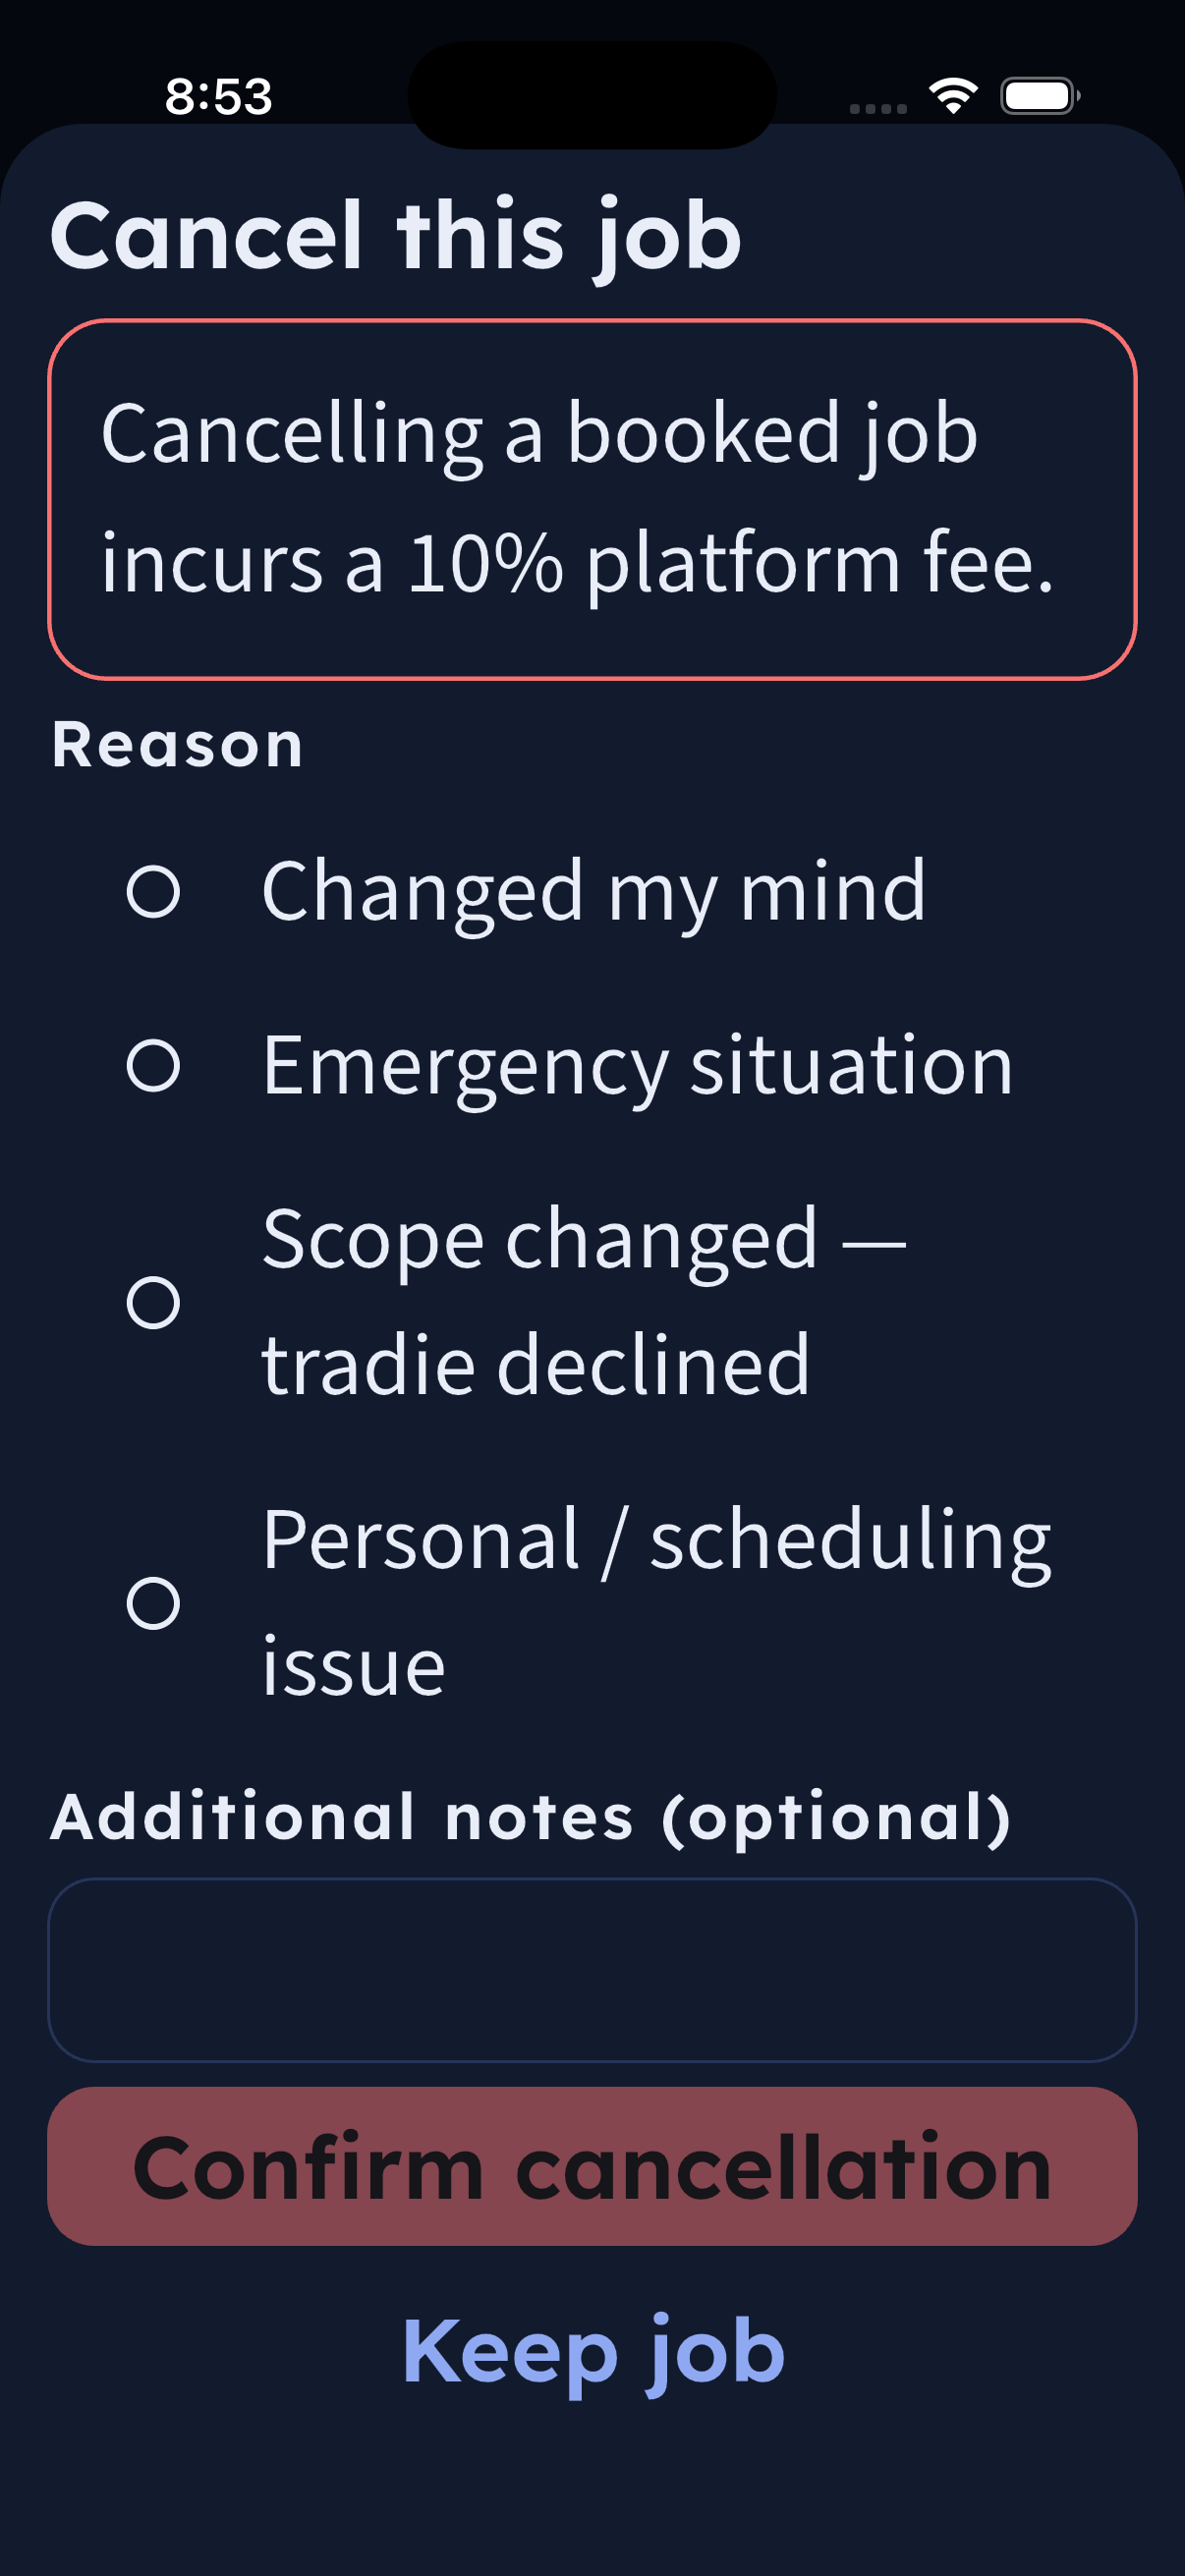 8:53
Cancel this job
Cancelling a booked job
incurs a 10% platform fee.
Reason
Changed my mind
Emergency situation
Scope changed —
tradie declined
Personal / scheduling
issue
Additional notes (optional)
Confirm cancellation
Keep job